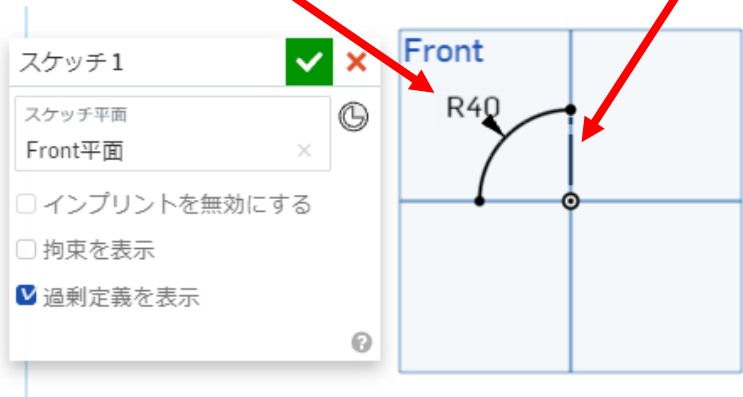 スケッチ 1
スケッチ平面
Front平面
インプリントを無効にする
拘束を表示
過剰定義を表示
Front
R40